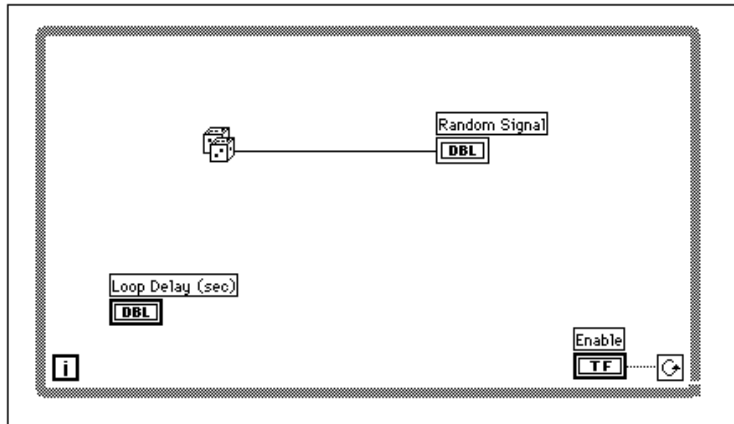 Random Signal
DBL
Loop Delay (sec)
DBL
Enable
TF
i